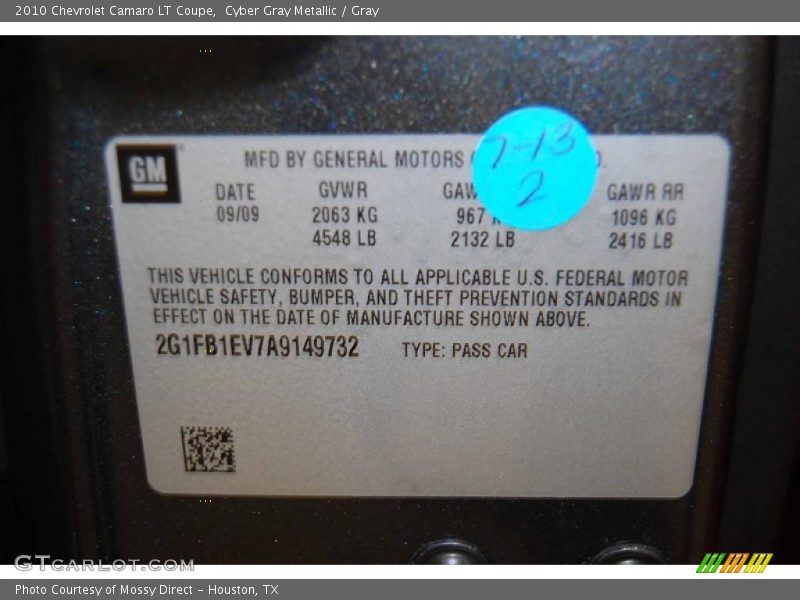 2010 Chevrolet Camaro LT Coupe, Cyber Gray Metallic / Gray
GM
MFD BY GENERAL MOTORS
7-13
2
DATE GVWR GAWR RR
09/09 2063 KG 967 1096 KG
4548 LB 2132 LB 2416 LB
THIS VEHICLE CONFORMS TO ALL APPLICABLE U.S. FEDERAL MOTOR
VEHICLE SAFETY, BUMPER, AND THEFT PREVENTION STANDARDS IN
EFFECT ON THE DATE OF MANUFACTURE SHOWN ABOVE.
2G1FB1EV7A9149732 TYPE: PASS CAR
GTCARLOT.COM
Photo Courtesy of Mossy Direct - Houston, TX